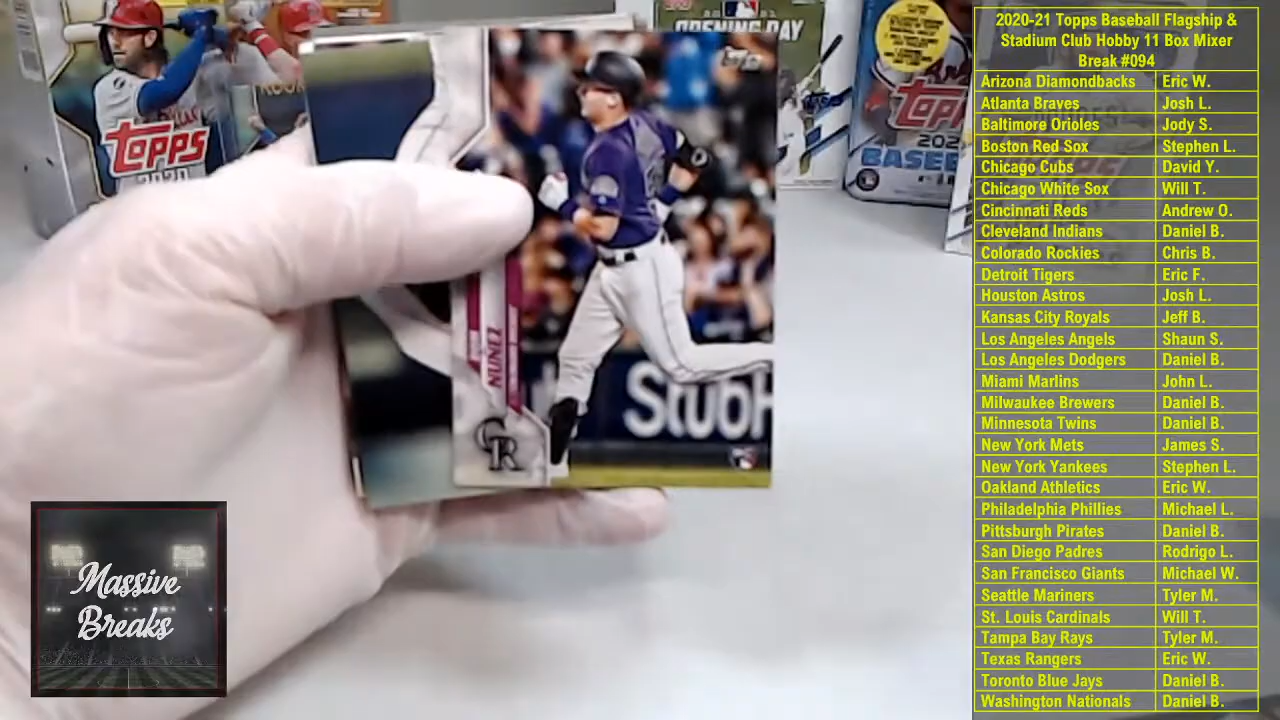 OPENING DAY
TOPPS
2020
TOPPS
202
BASEB
Topps
NUNEZ
CR
StubH
Massive
Breaks
2020-21 Topps Baseball Flagship &
Stadium Club Hobby 11 Box Mixer
Break #094
Arizona Diamondbacks Eric W.
Atlanta Braves Josh L.
Baltimore Orioles Jody S.
Boston Red Sox Stephen L.
Chicago Cubs David Y.
Chicago White Sox Will T.
Cincinnati Reds Andrew O.
Cleveland Indians Daniel B.
Colorado Rockies Chris B.
Detroit Tigers Eric F.
Houston Astros Josh L.
Kansas City Royals Jeff B.
Los Angeles Angels Shaun S.
Los Angeles Dodgers Daniel B.
Miami Marlins John L.
Milwaukee Brewers Daniel B.
Minnesota Twins Daniel B.
New York Mets James S.
New York Yankees Stephen L.
Oakland Athletics Eric W.
Philadelphia Phillies Michael L.
Pittsburgh Pirates Daniel B.
San Diego Padres Rodrigo L.
San Francisco Giants Michael W.
Seattle Mariners Tyler M.
St. Louis Cardinals Will T.
Tampa Bay Rays Tyler M.
Texas Rangers Eric W.
Toronto Blue Jays Daniel B.
Washington Nationals Daniel B.